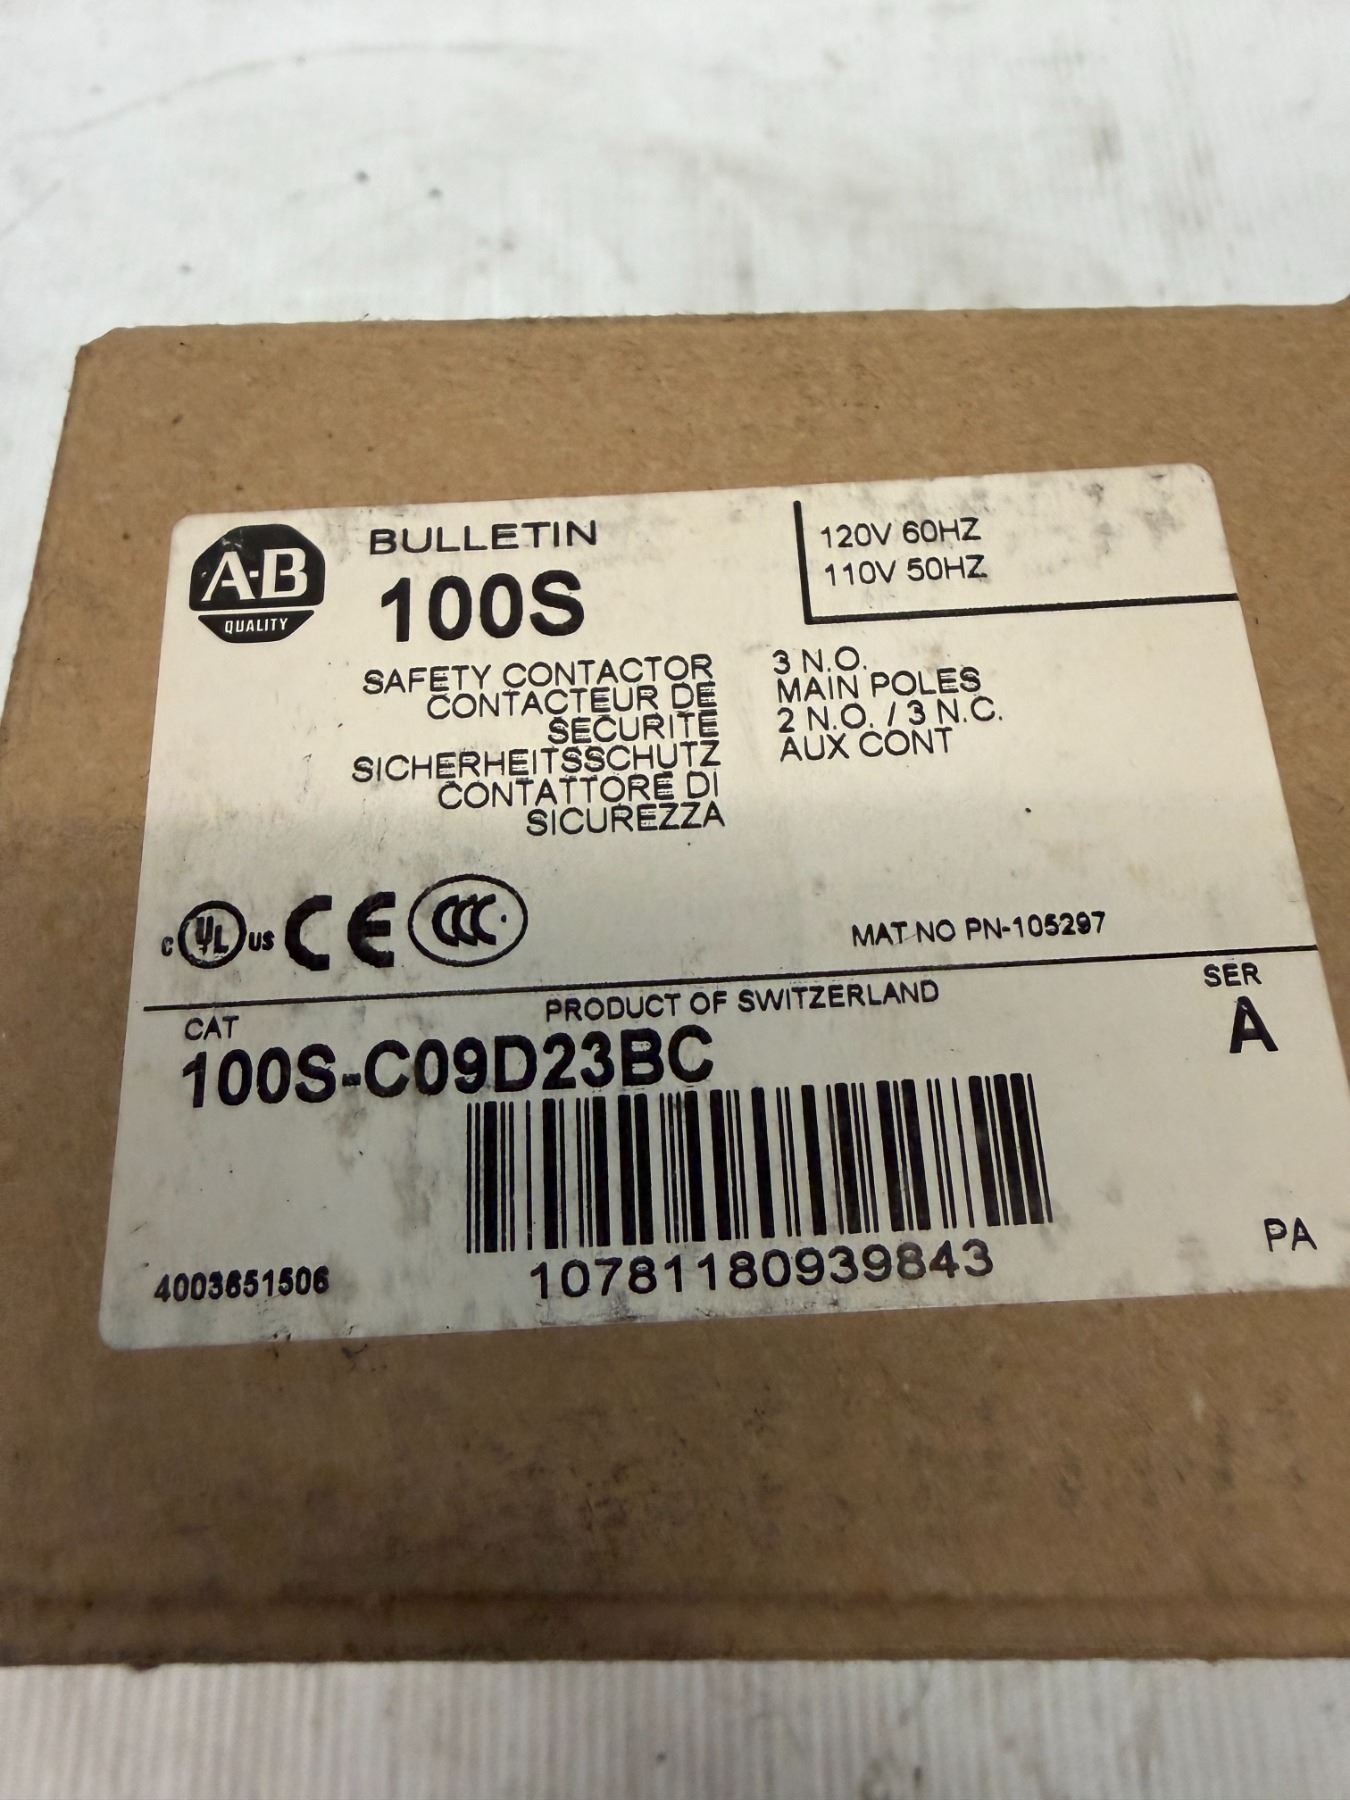 A-B
QUALITY
BULLETIN
100S
120V 60HZ
110V 50HZ
SAFETY CONTACTOR
CONTACTEUR DE
SECURITE
SICHERHEITSSCHUTZ
CONTATTORE DI
SICUREZZA
3 N.O.
MAIN POLES
2 N.O. / 3 N.C.
AUX CONT
C UL US CE CCC
MAT NO PN-105297
PRODUCT OF SWITZERLAND
CAT
100S-C09D23BC
SER
A
10781180939843
4003651506
PA